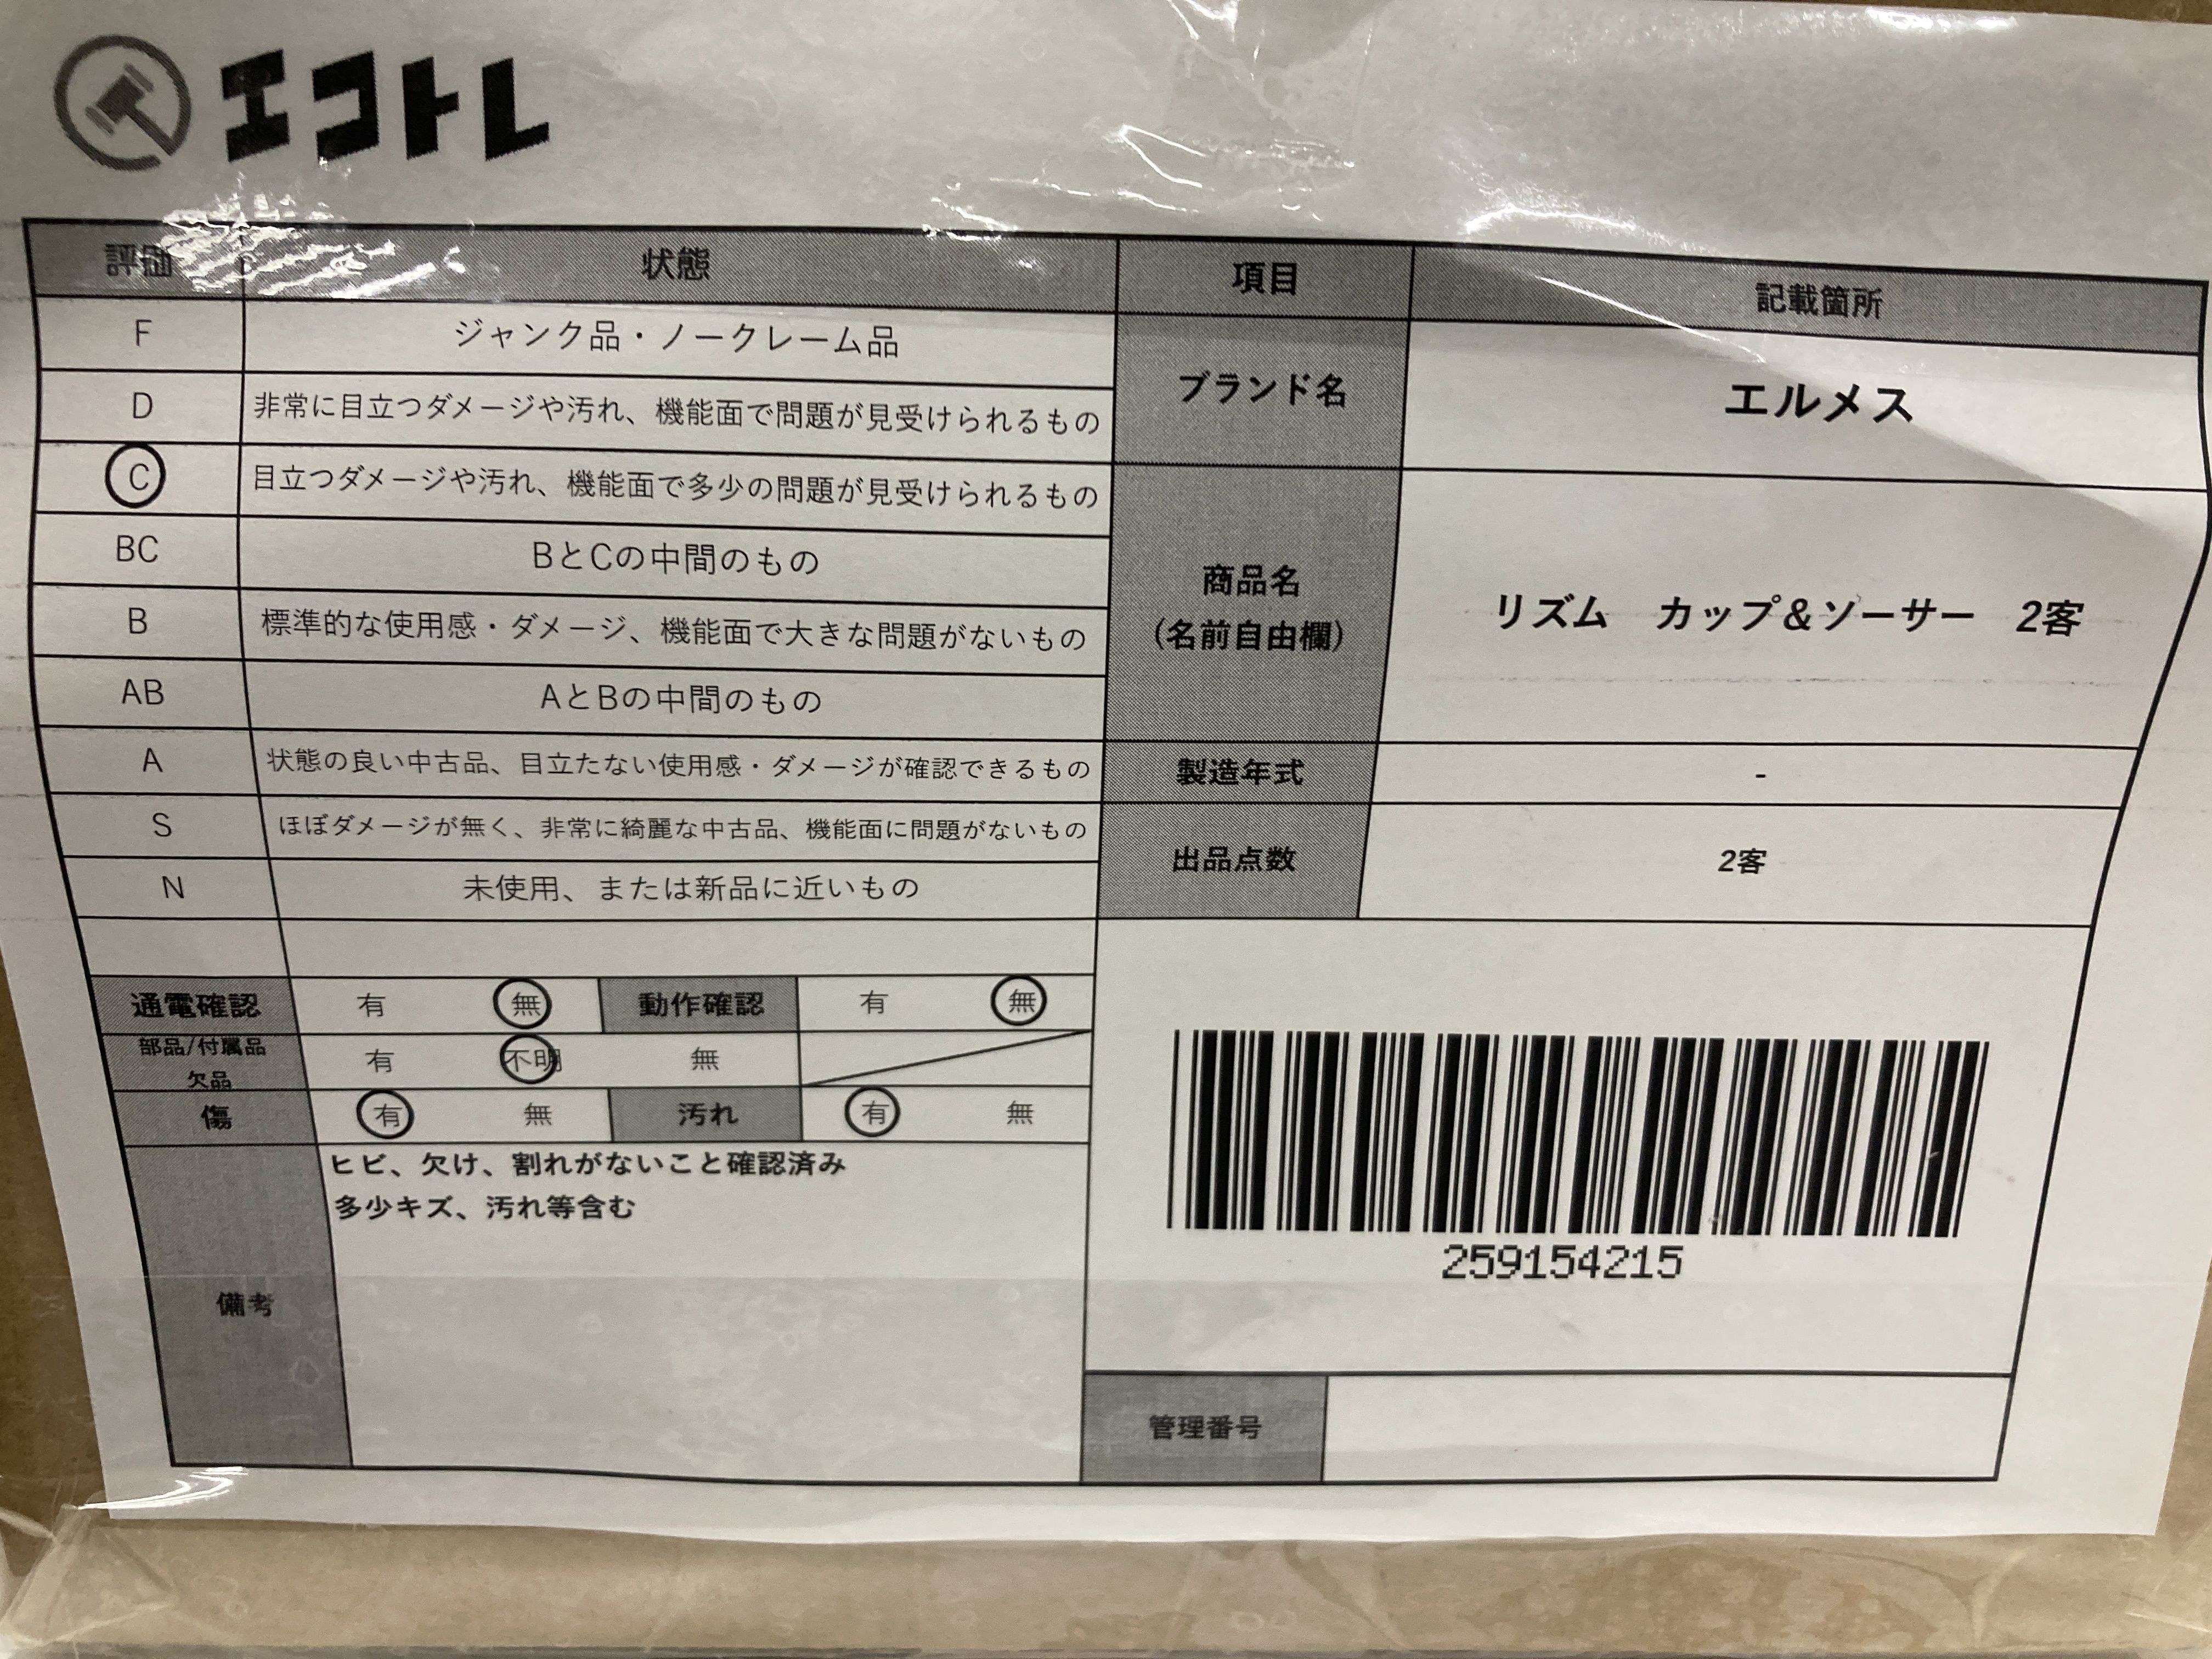 エコトレ
評価 状態 項目 記載箇所
F ジャンク品・ノークレーム品
D 非常に目立つダメージや汚れ、機能面で問題が見受けられるもの
C 目立つダメージや汚れ、機能面で多少の問題が見受けられるもの
BC BとCの中間のもの
B 標準的な使用感・ダメージ、機能面で大きな問題がないもの
AB AとBの中間のもの
A 状態の良い中古品、目立たない使用感・ダメージが確認できるもの
S ほぼダメージが無く、非常に綺麗な中古品、機能面に問題がないもの
N 未使用、または新品に近いもの
ブランド名 エルメス
商品名
(名前自由欄)
リズム カップ&ソーサー 2客
製造年式 -
出品点数 2客
通電確認 有 無 動作確認 有 無
部品/付属品
欠品
有 不明 無
傷 有 無 汚れ 有 無
備考
ヒビ、欠け、割れがないこと確認済み
多少キズ、汚れ等含む
259154215
管理番号